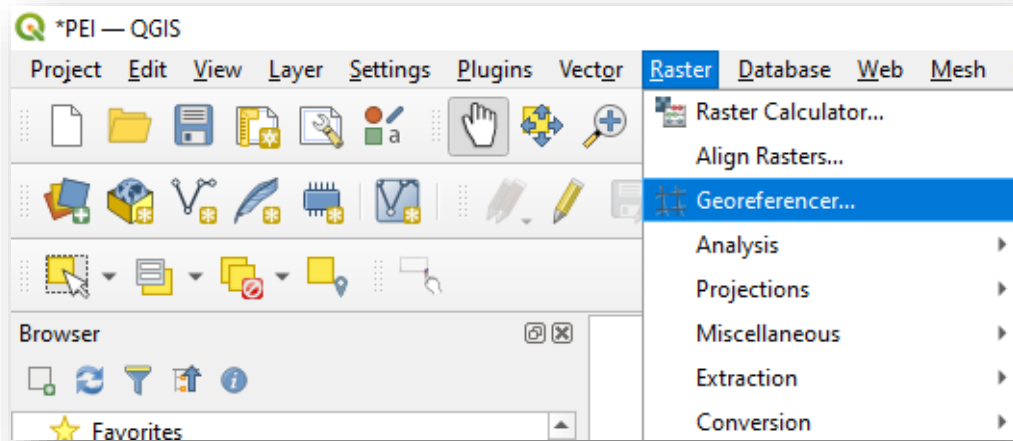 *PEI — QGIS
Project Edit View Layer Settings Plugins Vector Raster Database Web Mesh
Raster Calculator...
Align Rasters...
Georeferencer...
Analysis
Projections
Miscellaneous
Extraction
Conversion
a
Browser
Favorites